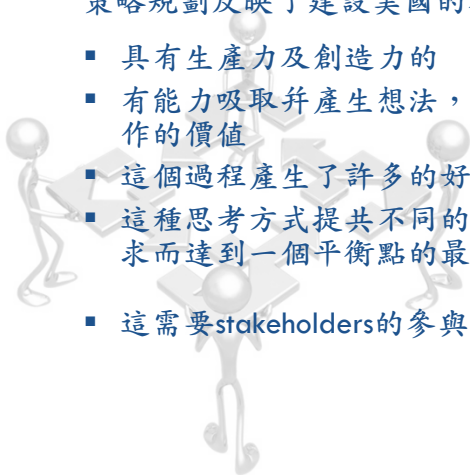 策略規劃反映了建設美國的
■ 具有生產力及創造力的
■ 有能力吸取并產生想法，
作的價值
■ 這個過程產生了許多的好
■ 這種思考方式提共不同的
求而達到一個平衡點的最
■ 這需要stakeholders的參與